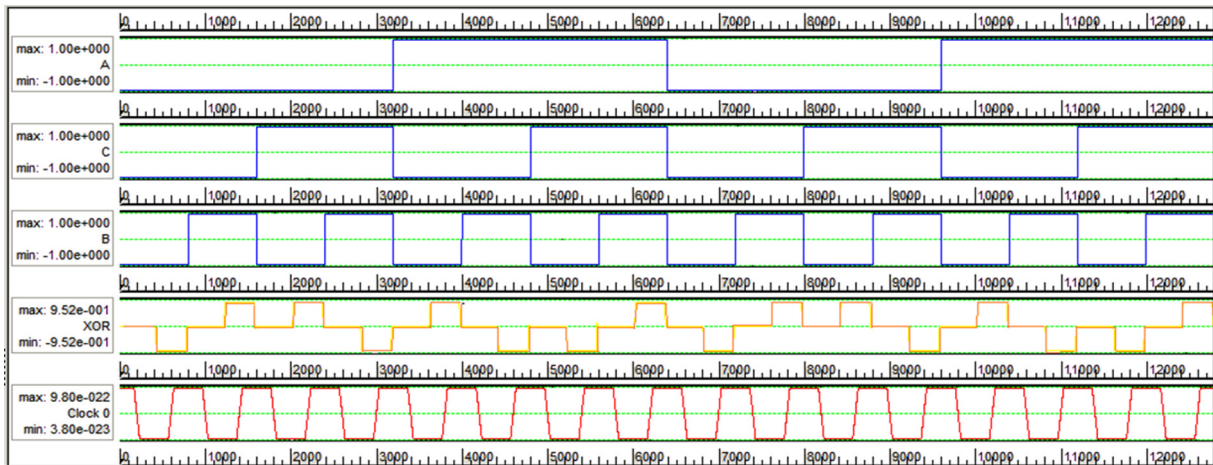 0 1000 2000 3000 4000 5000 6000 7000 8000 9000 10000 11000 12000
max: 1.00e+000
A
min: -1.00e+000
0 1000 2000 3000 4000 5000 6000 7000 8000 9000 10000 11000 12000
max: 1.00e+000
C
min: -1.00e+000
0 1000 2000 3000 4000 5000 6000 7000 8000 9000 10000 11000 12000
max: 1.00e+000
B
min: -1.00e+000
0 1000 2000 3000 4000 5000 6000 7000 8000 9000 10000 11000 12000
max: 9.52e-001
XOR
min: -9.52e-001
0 1000 2000 3000 4000 5000 6000 7000 8000 9000 10000 11000 12000
max: 9.80e-022
Clock 0
min: 3.80e-023
0 1000 2000 3000 4000 5000 6000 7000 8000 9000 10000 11000 12000